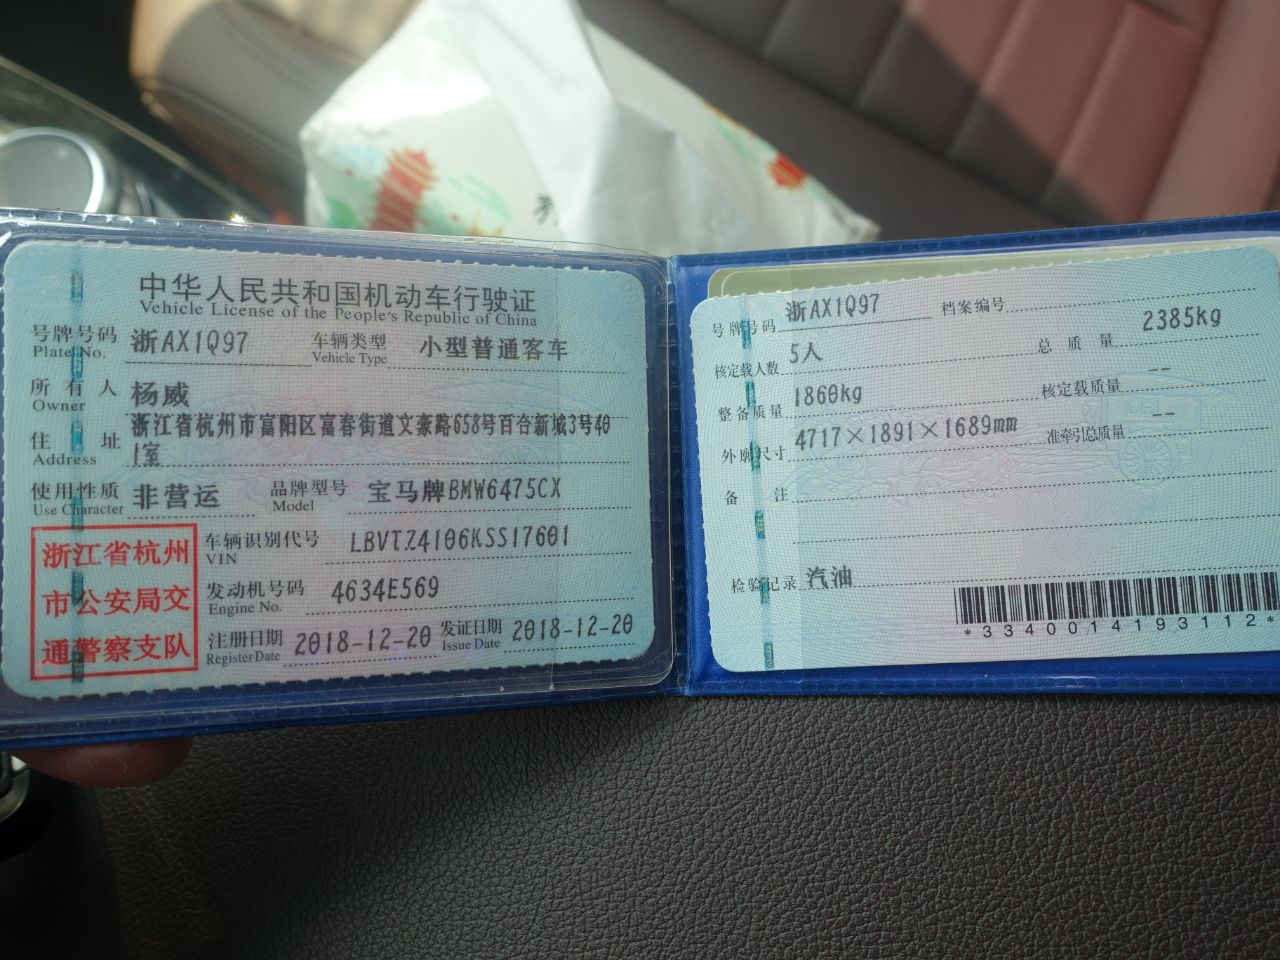 中华人民共和国机动车行驶证
Vehicle License of the People's Republic of China
号牌号码 浙AX1Q97 车辆类型 小型普通客车
Plate No. Vehicle Type
所有人 杨威
Owner
住址 浙江省杭州市富阳区富春街道文豪路658号百合新城3号40
Address 1室
使用性质 非营运 品牌型号 宝马牌BMW6475CX
Use Character Model
浙江省杭州
市公安局交
通警察支队
车辆识别代号 LBVTZ4106KSS17601
VIN
发动机号码 4634E569
Engine No.
注册日期 2018-12-20 发证日期 2018-12-20
Register Date Issue Date
号牌号码 浙AX1Q97 档案编号
核定载人数 5人 总质量 2385kg
整备质量 1860kg 核定载质量 --
外廓尺寸 4717×1891×1689mm 准牵引总质量 --
备注
检验记录 汽油
*3340014193112*